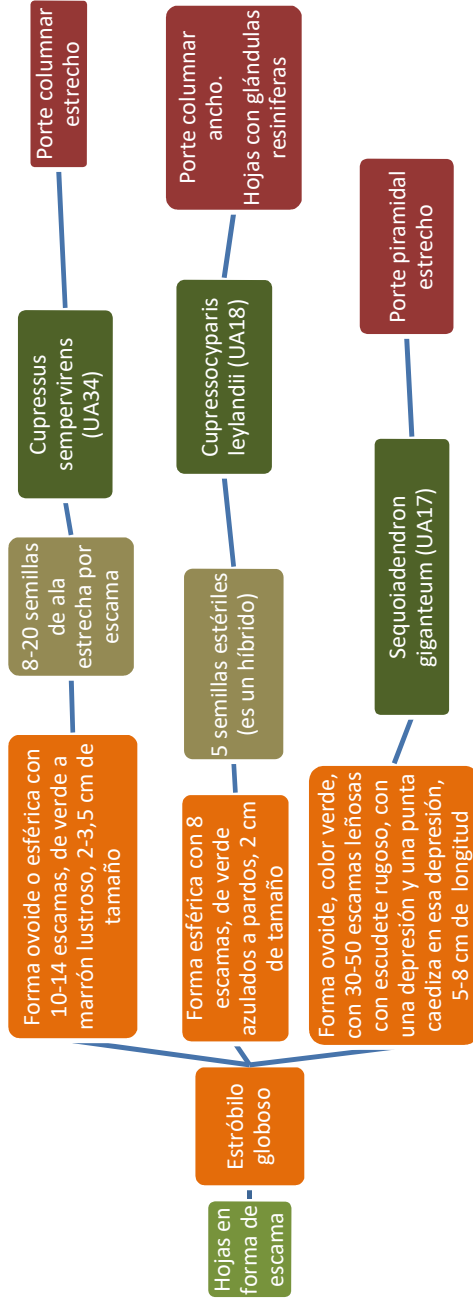 Hojas en
forma de
escama
Estróbilo
globoso
Forma ovoide o esférica con
10-14 escamas, de verde a
marrón lustroso, 2-3,5 cm de
tamaño
8-20 semillas
de ala
estrecha por
escama
Cupressus
sempervirens
(UA34)
Porte columnar
estrecho
Forma esférica con 8
escamas, de verde
azulados a pardos, 2 cm
de tamaño
5 semillas estériles
(es un híbrido)
Cupressocyparis
leylandii (UA18)
Porte columnar
ancho.
Hojas con glándulas
resiniferas
Forma ovoide, color verde,
con 30-50 escamas leñosas
con escudete rugoso, con
una depresión y una punta
caediza en esa depresión,
5-8 cm de longitud
Sequoiadendron
giganteum (UA17)
Porte piramidal
estrecho